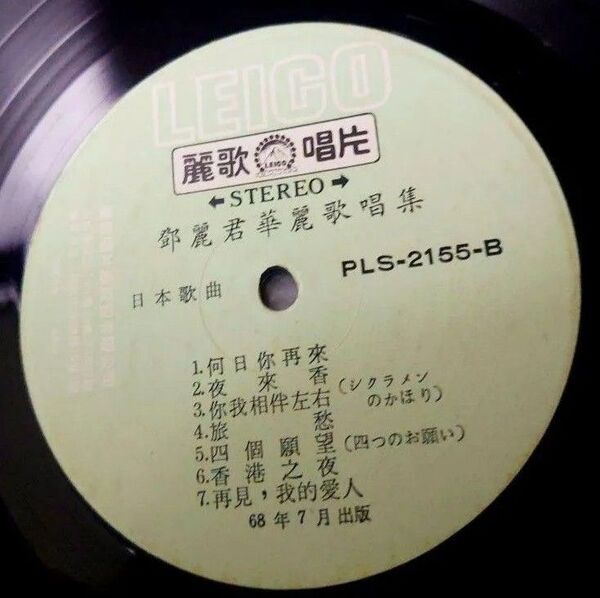 LEICO
麗歌 LEICO 唱片
STEREO
鄧麗君華麗歌唱集
PLS-2155-B
日本歌曲
1.何日你再來
2.夜來香
3.你我相伴左右(シクラメンのかほり)
4.旅愁
5.四個願望(四つのお願い)
6.香港之夜
7.再見,我的愛人
68年7月出版